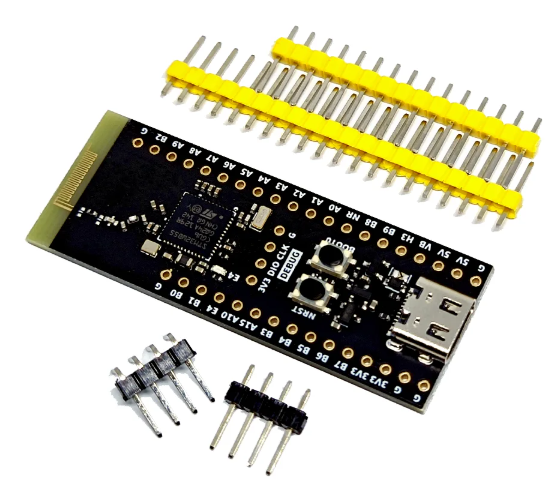 G
B2
A9
A8
A7
A6
A5
A4
A3
A2
A1
A0
NR
B8
B9
H3
VB
5V
5V
G
BOOT0
NRST
DEBUG
3V3 DIO CLK G
G
B0
B1
E4
A10
A15
B3
B4
B5
B6
B7
3V3
3V3
G
G
E4